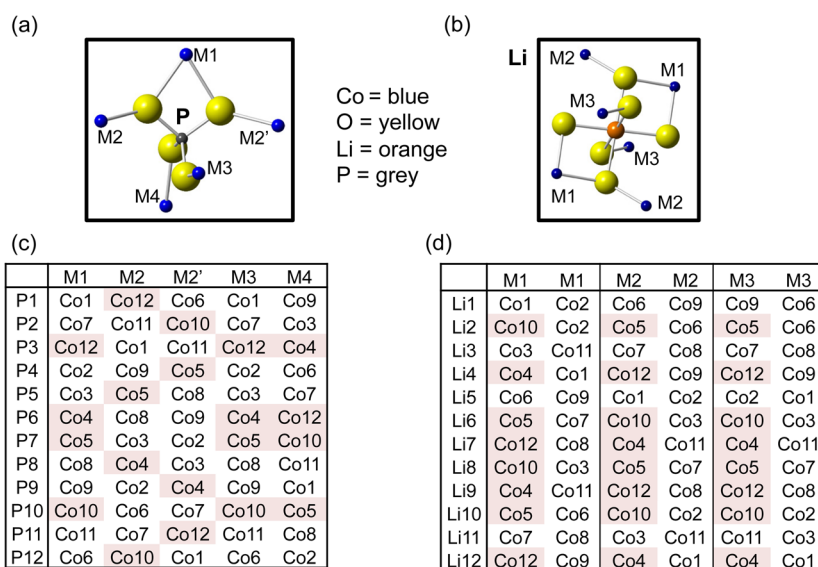 (a)
(b)
M1
P
M2
M2’
M3
M4
Co = blue
O = yellow
Li = orange
P = grey
Li
M2
M1
M3
M3
M1
M2
(c)
M1 M2 M2’ M3 M4
P1 Co1 Co12 Co6 Co1 Co9
P2 Co7 Co11 Co10 Co7 Co3
P3 Co12 Co1 Co11 Co12 Co4
P4 Co2 Co9 Co5 Co2 Co6
P5 Co3 Co5 Co8 Co3 Co7
P6 Co4 Co8 Co9 Co4 Co12
P7 Co5 Co3 Co2 Co5 Co10
P8 Co8 Co4 Co3 Co8 Co11
P9 Co9 Co2 Co4 Co9 Co1
P10 Co10 Co6 Co7 Co10 Co5
P11 Co11 Co7 Co12 Co11 Co8
P12 Co6 Co10 Co1 Co6 Co2
(d)
M1 M1 M2 M2 M3 M3
Li1 Co1 Co2 Co6 Co9 Co9 Co6
Li2 Co10 Co2 Co5 Co6 Co5 Co6
Li3 Co3 Co11 Co7 Co8 Co7 Co8
Li4 Co4 Co1 Co12 Co9 Co12 Co9
Li5 Co6 Co9 Co1 Co2 Co2 Co1
Li6 Co5 Co7 Co10 Co3 Co10 Co3
Li7 Co12 Co8 Co4 Co11 Co4 Co11
Li8 Co10 Co3 Co5 Co7 Co5 Co7
Li9 Co4 Co11 Co12 Co8 Co12 Co8
Li10 Co5 Co6 Co10 Co2 Co10 Co2
Li11 Co7 Co8 Co3 Co11 Co11 Co3
Li12 Co12 Co9 Co4 Co1 Co4 Co1